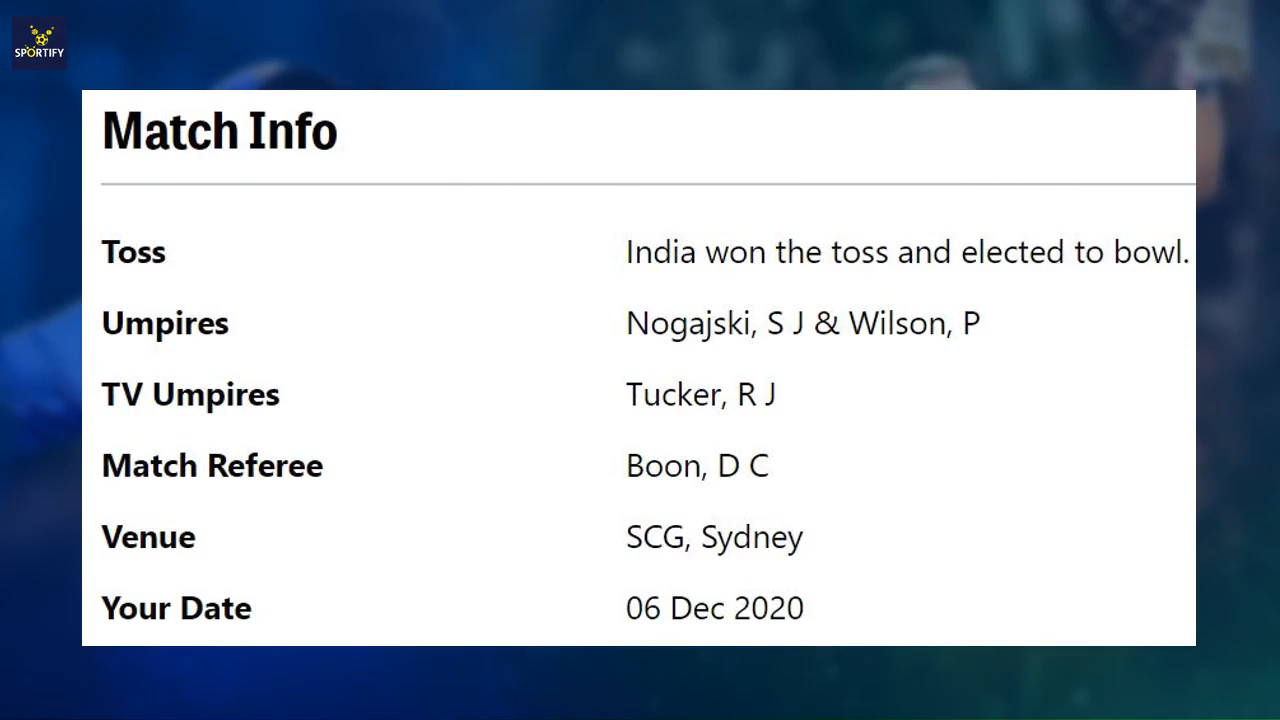 SPORTIFY
Match Info
Toss India won the toss and elected to bowl.
Umpires Nogajski, S J & Wilson, P
TV Umpires Tucker, R J
Match Referee Boon, D C
Venue SCG, Sydney
Your Date 06 Dec 2020